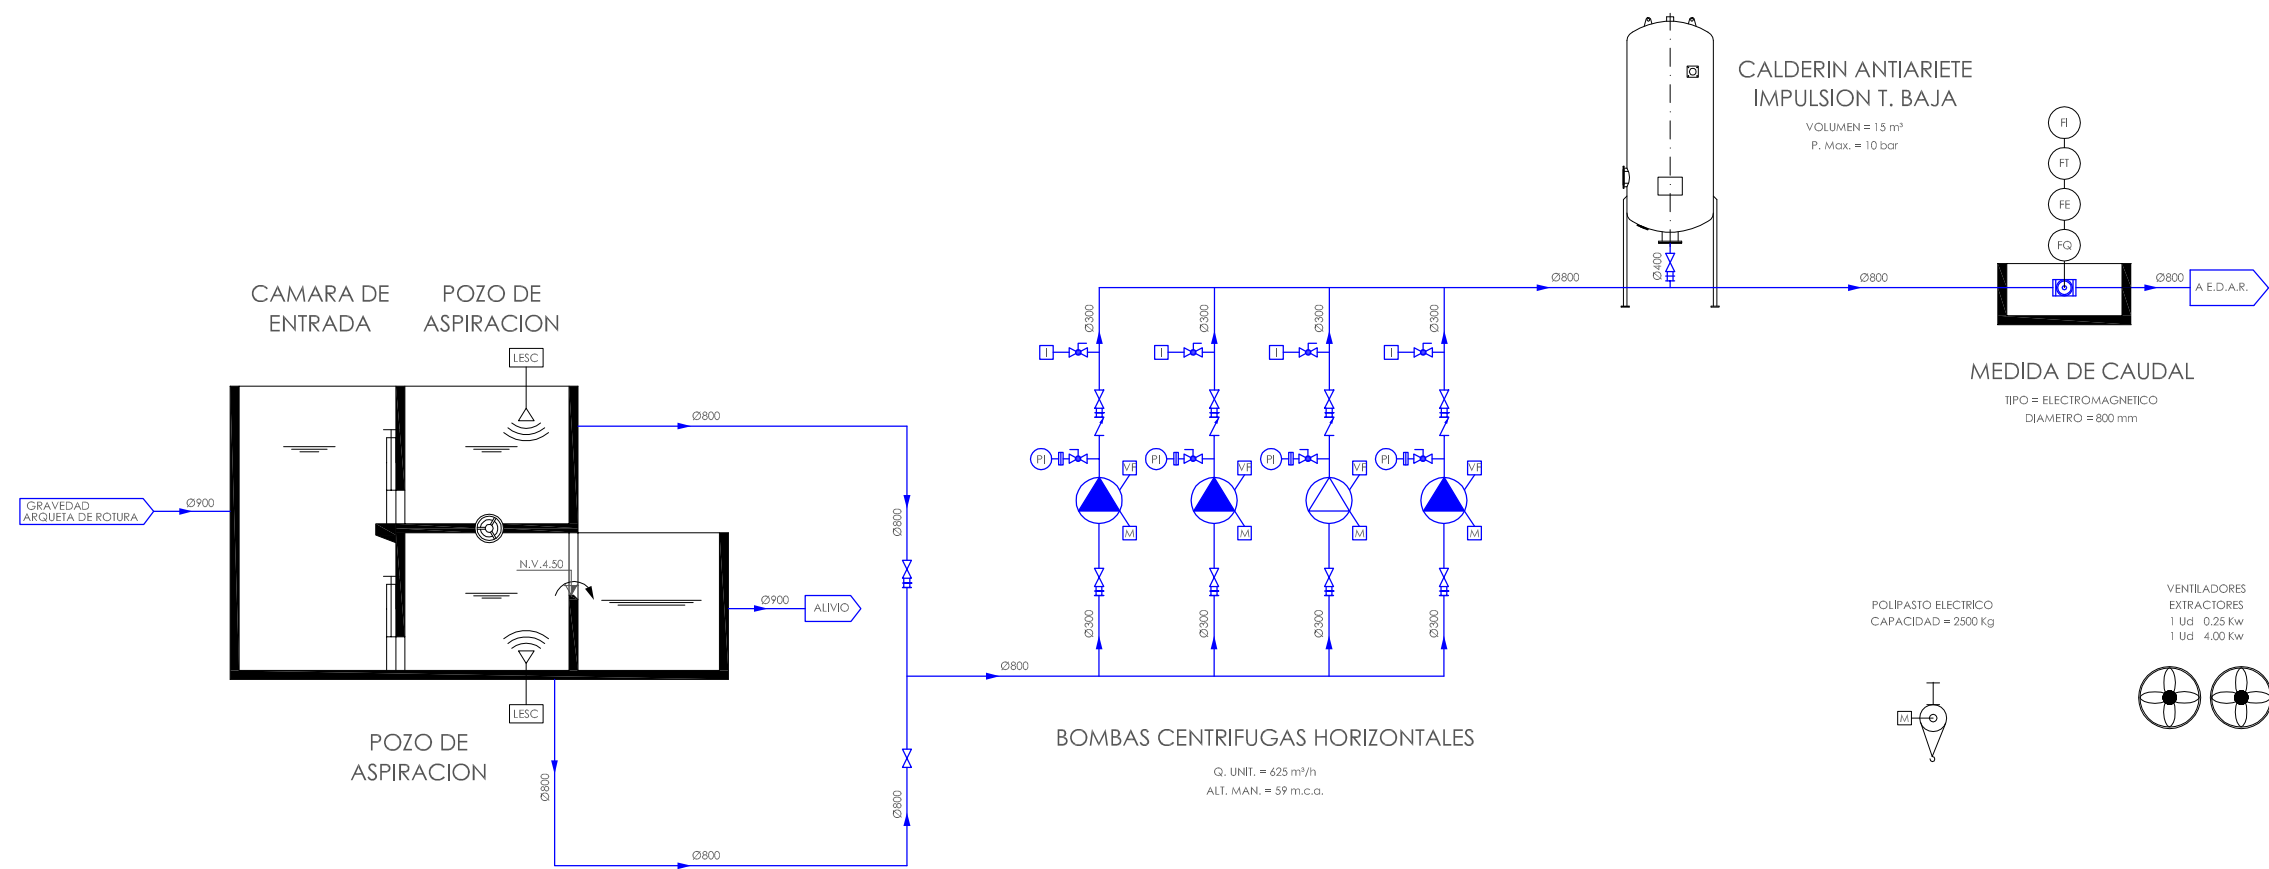 CALDERIN ANTIARIETE
IMPULSION T. BAJA
VOLUMEN = 15 m³
P. Max. = 10 bar
FI
FT
FE
FQ
Ø800
Ø400
Ø800
Ø800
A E.D.A.R.
MEDIDA DE CAUDAL
TIPO = ELECTROMAGNETICO
DIAMETRO = 800 mm
CAMARA DE
ENTRADA
POZO DE
ASPIRACION
LESC
Ø800
GRAVEDAD
ARQUETA DE ROTURA
Ø900
Ø800
N.V.4.50
Ø900
ALIVIO
LESC
POZO DE
ASPIRACION
Ø800
Ø800
Ø800
Ø800
Ø300
Ø300
Ø300
Ø300
I
I
I
I
PI
PI
PI
PI
VF
VF
VF
VF
M
M
M
M
Ø300
Ø300
Ø300
Ø300
BOMBAS CENTRIFUGAS HORIZONTALES
Q. UNIT. = 625 m³/h
ALT. MAN. = 59 m.c.a.
POLIPASTO ELECTRICO
CAPACIDAD = 2500 Kg
M
VENTILADORES
EXTRACTORES
1 Ud 0.25 Kw
1 Ud 4.00 Kw